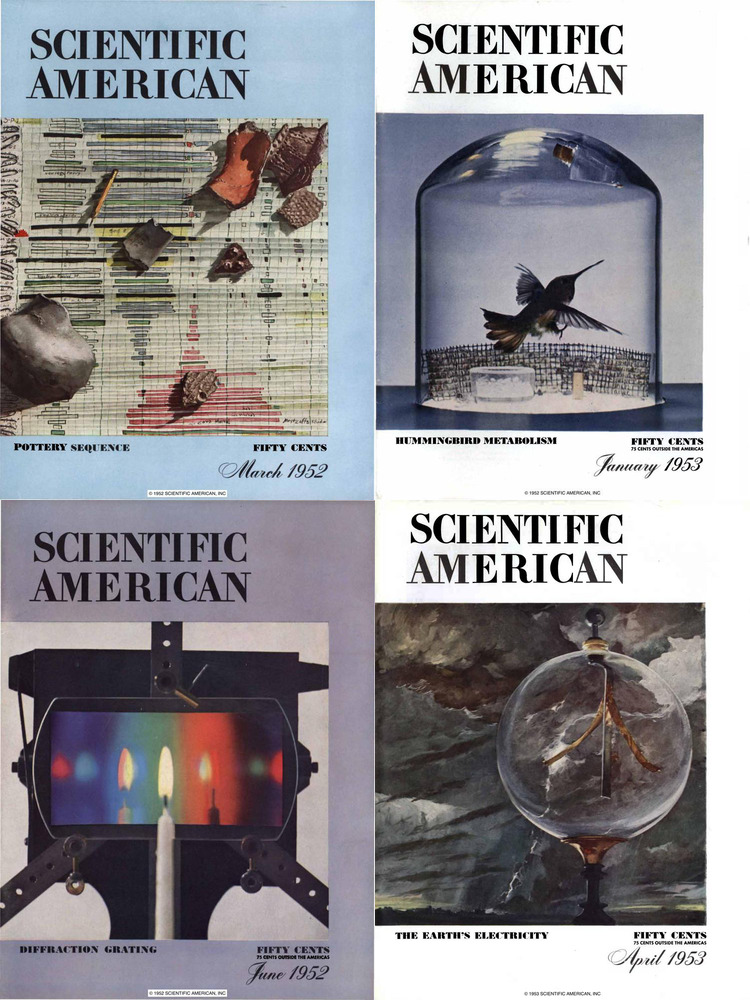 SCIENTIFIC
AMERICAN
POTTERY SEQUENCE
FIFTY CENTS
March 1952
© 1952 SCIENTIFIC AMERICAN, INC
SCIENTIFIC
AMERICAN
HUMMINGBIRD METABOLISM
FIFTY CENTS
75 CENTS OUTSIDE THE AMERICAS
January 1953
© 1952 SCIENTIFIC AMERICAN, INC
SCIENTIFIC
AMERICAN
DIFFRACTION GRATING
FIFTY CENTS
75 CENTS OUTSIDE THE AMERICAS
June 1952
© 1952 SCIENTIFIC AMERICAN, INC
SCIENTIFIC
AMERICAN
THE EARTH'S ELECTRICITY
FIFTY CENTS
75 CENTS OUTSIDE THE AMERICAS
April 1953
© 1953 SCIENTIFIC AMERICAN, INC